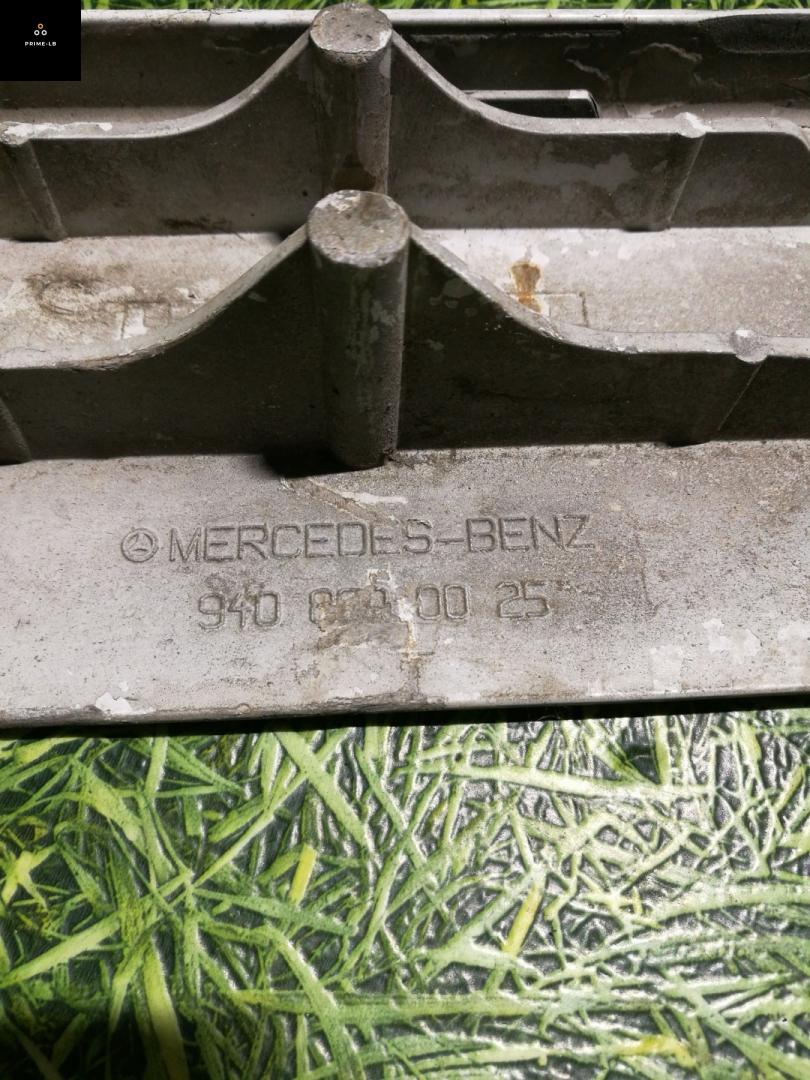 PRIME-LB
MERCEDES-BENZ
940 00 25